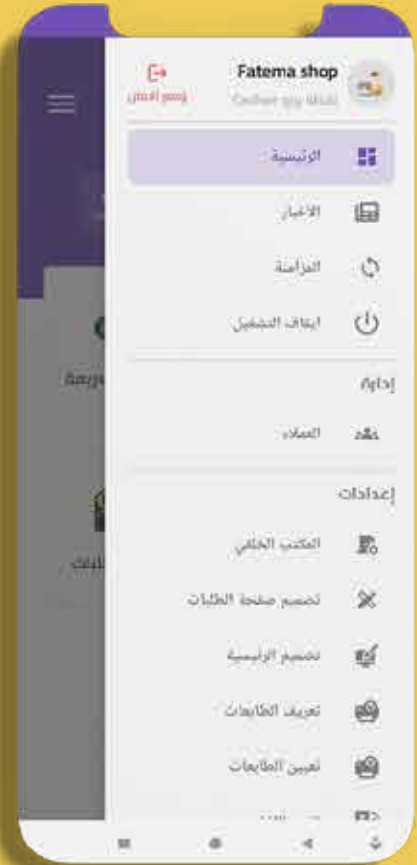 Fatema shop
الرئيسية
الأخبار
المزامنة
ايقاف التشغيل
إدارة
العملاء
إعدادات
المكتب الخلفي
تصميم صفحة الطلبات
تصميم الرئيسية
تعريف الطابعات
تعيين الطابعات